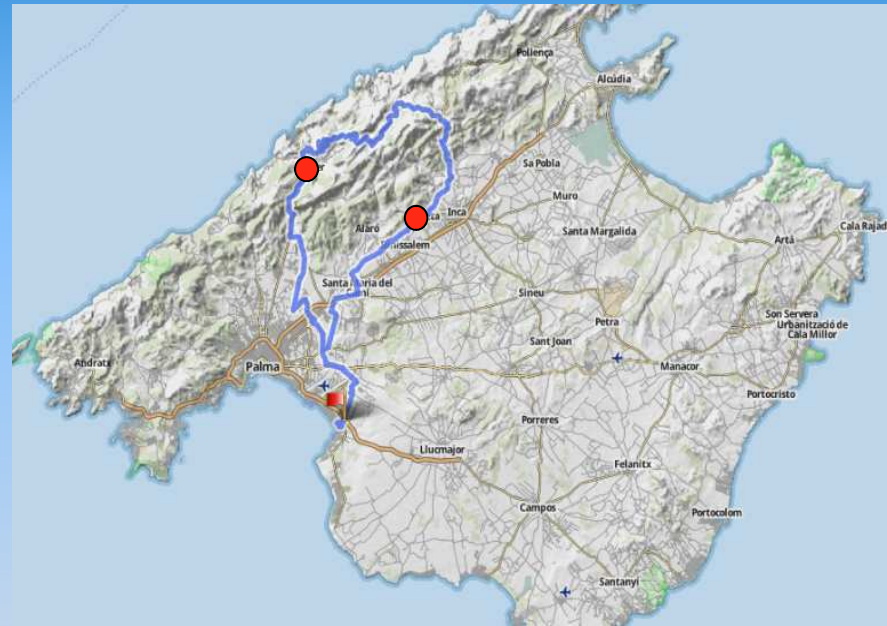 Pollença
Alcúdia
Sa Pobla
Muro
Inca
Alaró
Santa Margalida
Cala Rajad
Artá
Santa Maria del
Sineu
Petra
Son Servera
Urbanització de
Cala Millor
Sant Joan
Andratx
Palma
Manacor
Portocristo
Porreres
Llucmajor
Felanitx
Campos
Portocolom
Santanyí